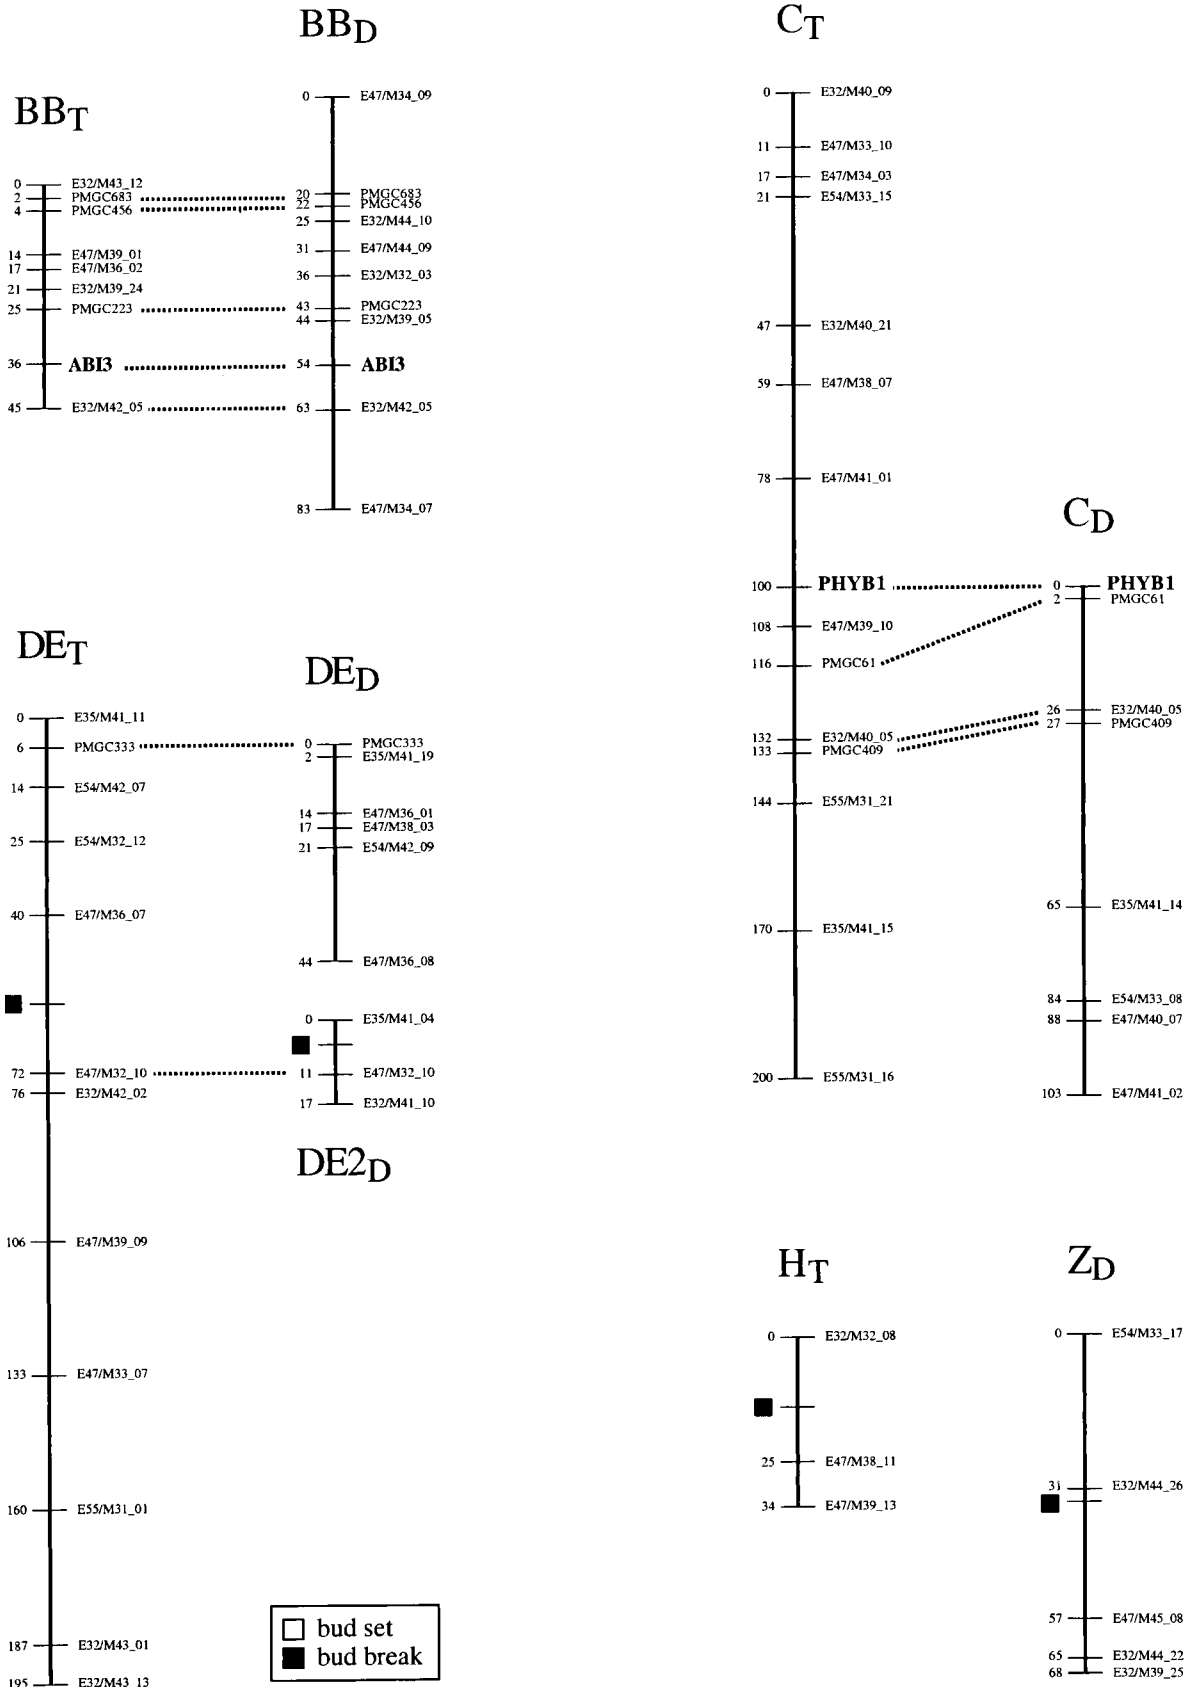 BBT
0 E32/M43_12
2 PMGC683
4 PMGC456
14 E47/M39_01
17 E47/M36_02
21 E32/M39_24
25 PMGC223
36 ABI3
45 E32/M42_05
BBD
0 E47/M34_09
20 PMGC683
22 PMGC456
25 E32/M44_10
31 E47/M44_09
36 E32/M32_03
43 PMGC223
44 E32/M39_05
54 ABI3
63 E32/M42_05
83 E47/M34_07
CT
0 E32/M40_09
11 E47/M33_10
17 E47/M34_03
21 E54/M33_15
47 E32/M40_21
59 E47/M38_07
78 E47/M41_01
100 PHYB1
108 E47/M39_10
116 PMGC61
132 E32/M40_05
133 PMGC409
144 E55/M31_21
170 E35/M41_15
200 E55/M31_16
CD
0 PHYB1
2 PMGC61
26 E32/M40_05
27 PMGC409
65 E35/M41_14
84 E54/M33_08
88 E47/M40_07
103 E47/M41_02
DET
0 E35/M41_11
6 PMGC333
14 E54/M42_07
25 E54/M32_12
40 E47/M36_07
72 E47/M32_10
76 E32/M42_02
106 E47/M39_09
133 E47/M33_07
160 E55/M31_01
187 E32/M43_01
195 E32/M43_13
DED
0 PMGC333
2 E35/M41_19
14 E47/M36_01
17 E47/M38_03
21 E54/M42_09
44 E47/M36_08
0 E35/M41_04
11 E47/M32_10
17 E32/M41_10
DE2D
HT
0 E32/M32_08
25 E47/M38_11
34 E47/M39_13
ZD
0 E54/M33_17
31 E32/M44_26
57 E47/M45_08
65 E32/M44_22
68 E32/M39_25
bud set
bud break